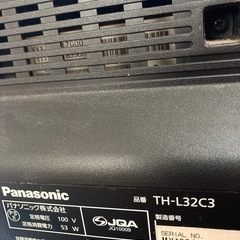 Panasonic
品番 TH-L32C3
パナソニック株式会社
製造番号
定格電圧 100 V
定格消費電力 53 W
JQA
JQ10009
SERIAL NO.